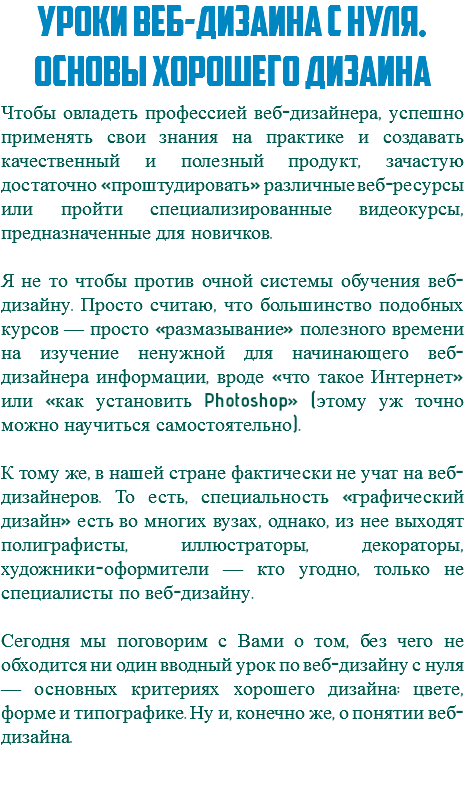 УРОКИ ВЕБ-ДИЗАИНА С НУЛЯ.
ОСНОВЫ ХОРОШЕГО ДИЗАИНА
Чтобы овладеть профессией веб-дизайнера, успешно
применять свои знания на практике и создавать
качественный и полезный продукт, зачастую
достаточно «проштудировать» различные веб-ресурсы
или пройти специализированные видеокурсы,
предназначенные для новичков.
Я не то чтобы против очной системы обучения веб-
дизайну. Просто считаю, что большинство подобных
курсов — просто «размазывание» полезного времени
на изучение ненужной для начинающего веб-
дизайнера информации, вроде «что такое Интернет»
или «как установить Photoshop» (этому уж точно
можно научиться самостоятельно).
К тому же, в нашей стране фактически не учат на веб-
дизайнеров. То есть, специальность «графический
дизайн» есть во многих вузах, однако, из нее выходят
полиграфисты, иллюстраторы, декораторы,
художники-оформители — кто угодно, только не
специалисты по веб-дизайну.
Сегодня мы поговорим с Вами о том, без чего не
обходится ни один вводный урок по веб-дизайну с нуля
— основных критериях хорошего дизайна: цвете,
форме и типографике. Ну и, конечно же, о понятии веб-
дизайна.